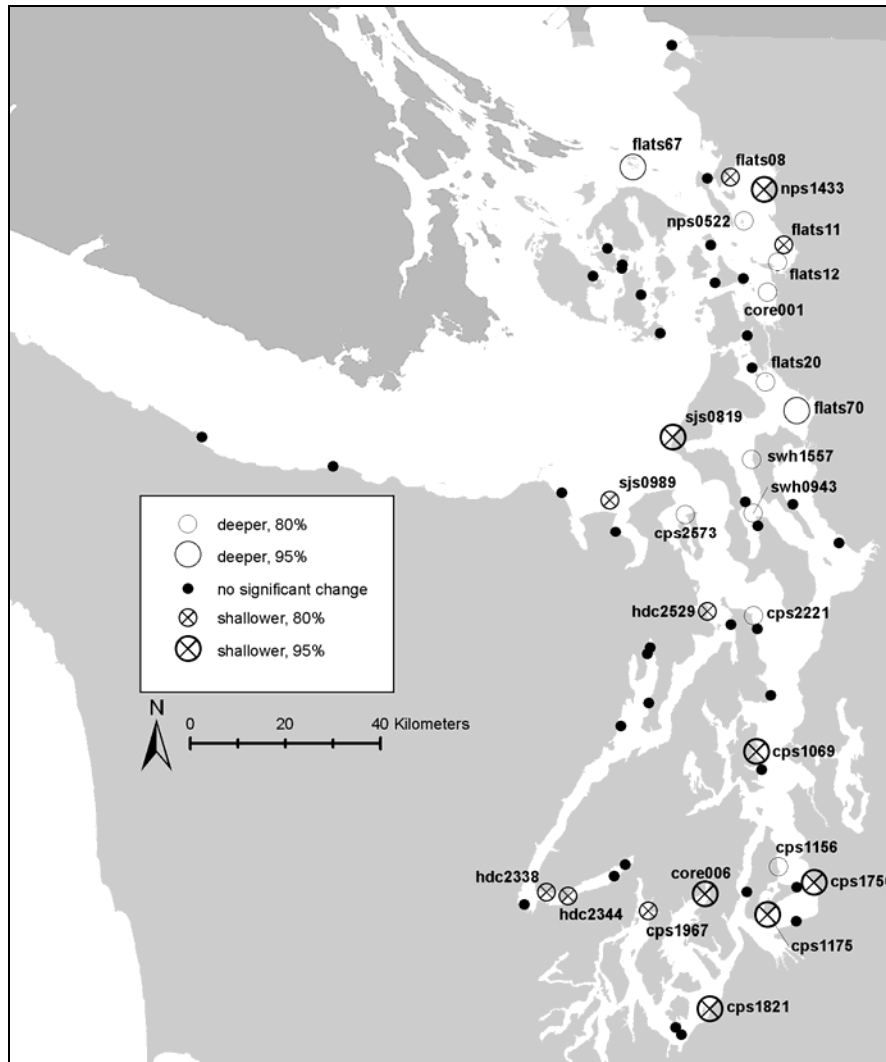 flats67
flats08
nps1433
nps0522
flats11
flats12
core001
flats20
flats70
sjs0819
swh1557
sjs0989
swh0943
cps2573
deeper, 80%
deeper, 95%
no significant change
shallower, 80%
shallower, 95%
hdc2529
cps2221
N
0 20 40 Kilometers
cps1069
cps1156
hdc2338
core006
cps1750
hdc2344
cps1967
cps1175
cps1821